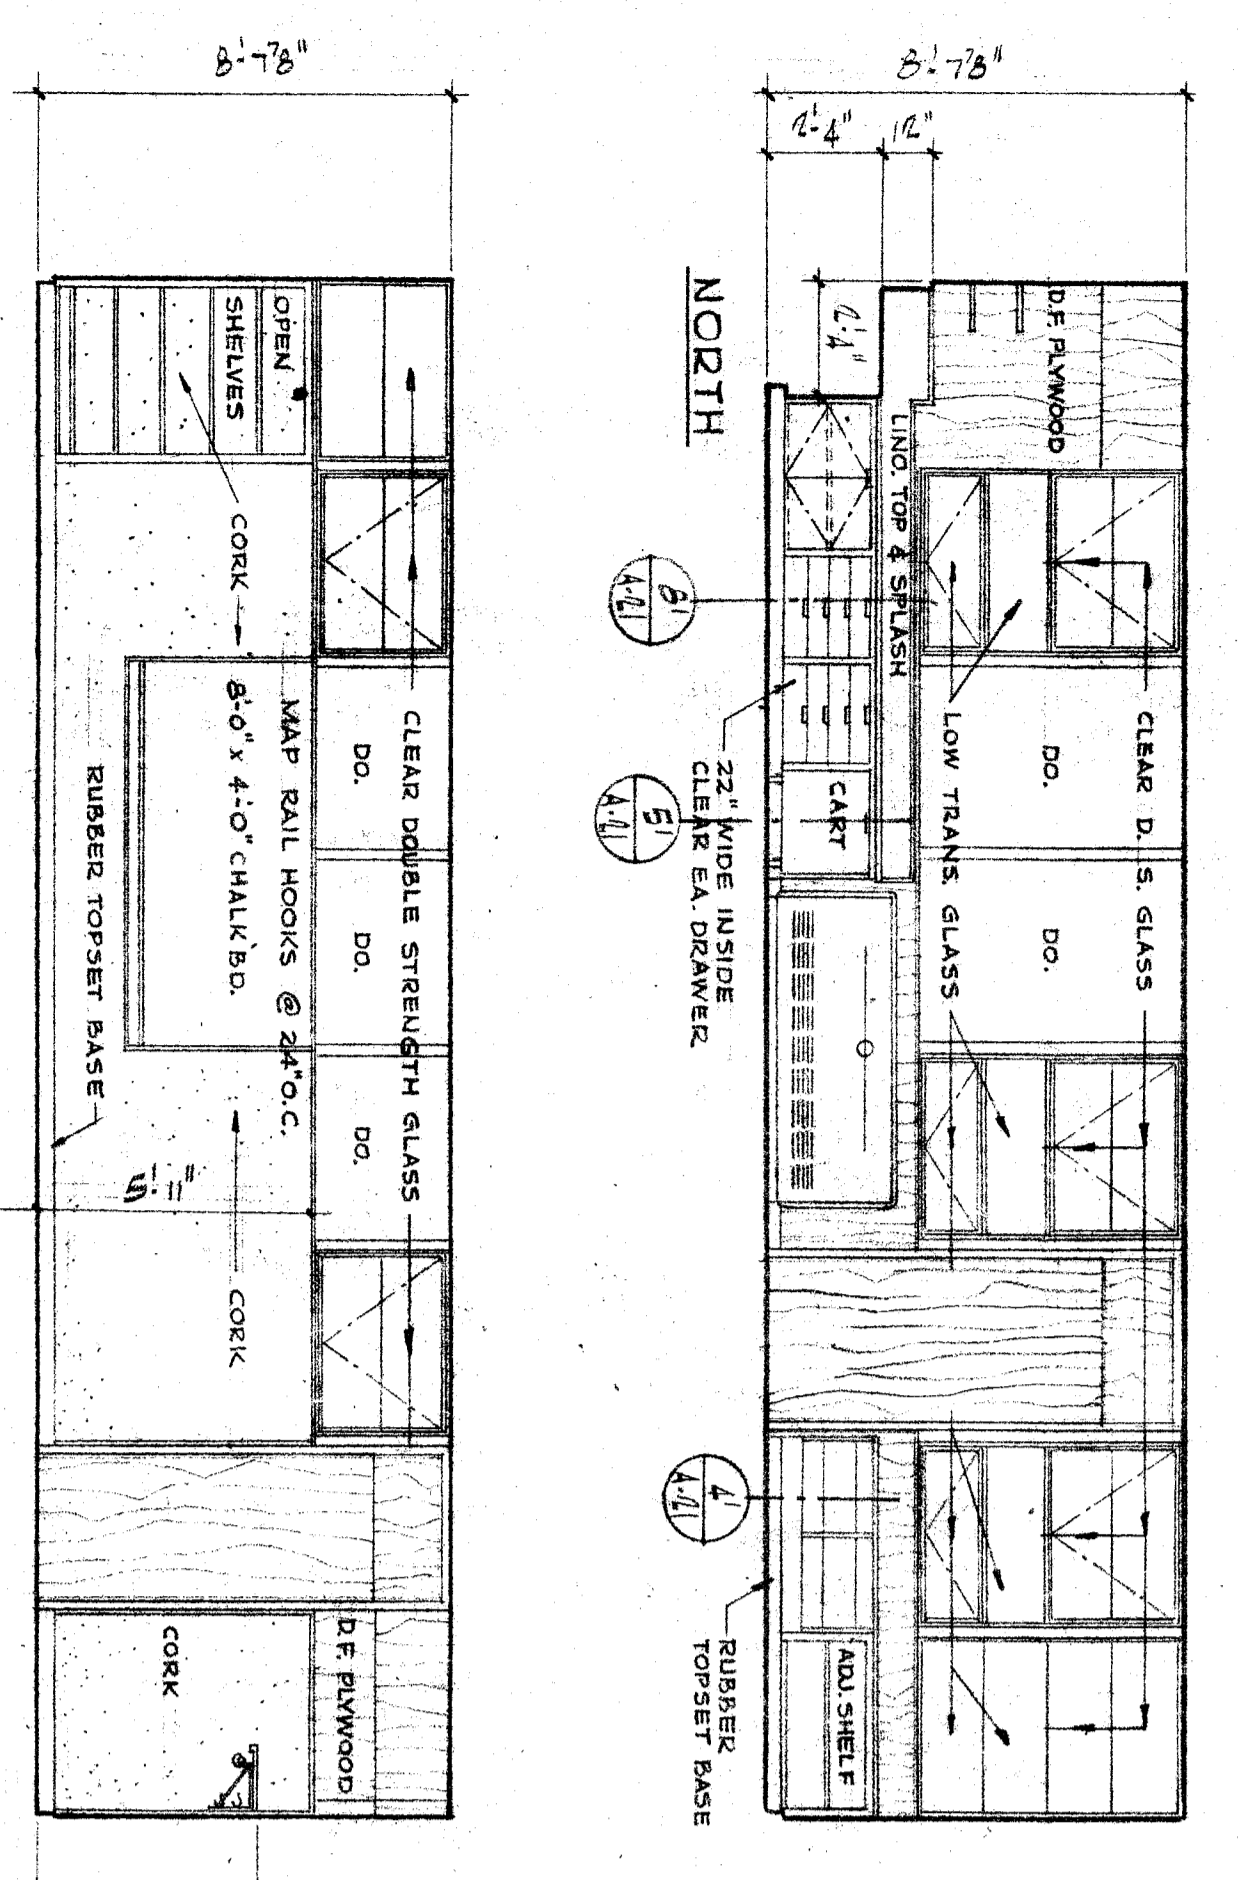 8'-7⅞"
2'-4"
12"
2'-4"
D.F. PLYWOOD
LINO. TOP & SPLASH
CLEAR D.S. GLASS
DO.
DO.
LOW TRANS. GLASS
CART
ADJ. SHELF
6'
A-21
5'
A-21
4'
A-21
22" WIDE INSIDE
CLEAR EA. DRAWER
RUBBER
TOPSET BASE
NORTH
8'-7⅞"
OPEN
SHELVES
CLEAR DOUBLE STRENGTH GLASS
DO.
DO.
DO.
MAP RAIL HOOKS @ 24" O.C.
CORK
8'-0" x 4'-0" CHALK BD.
CORK
RUBBER TOPSET BASE
5'-11"
D.F. PLYWOOD
CORK